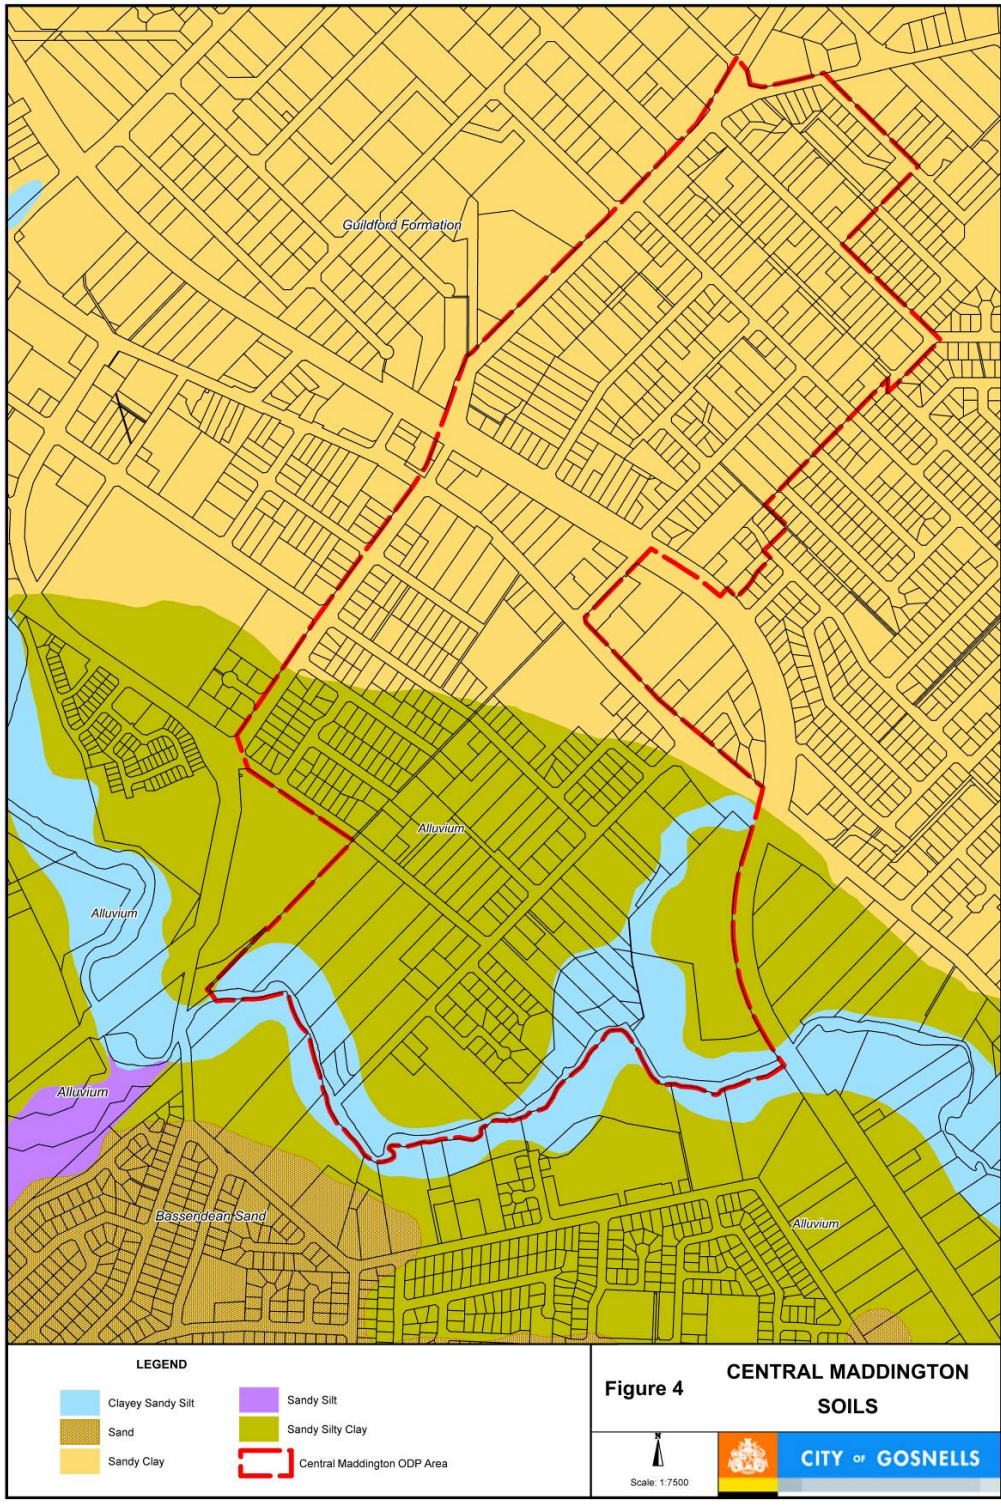 Guildford Formation
Alluvium
Alluvium
Alluvium
Bassendean Sand
Alluvium
LEGEND
Clayey Sandy Silt
Sand
Sandy Clay
Sandy Silt
Sandy Silty Clay
Central Maddington ODP Area
Figure 4
CENTRAL MADDINGTON
SOILS
N
Scale: 1:7500
CITY OF GOSNELLS